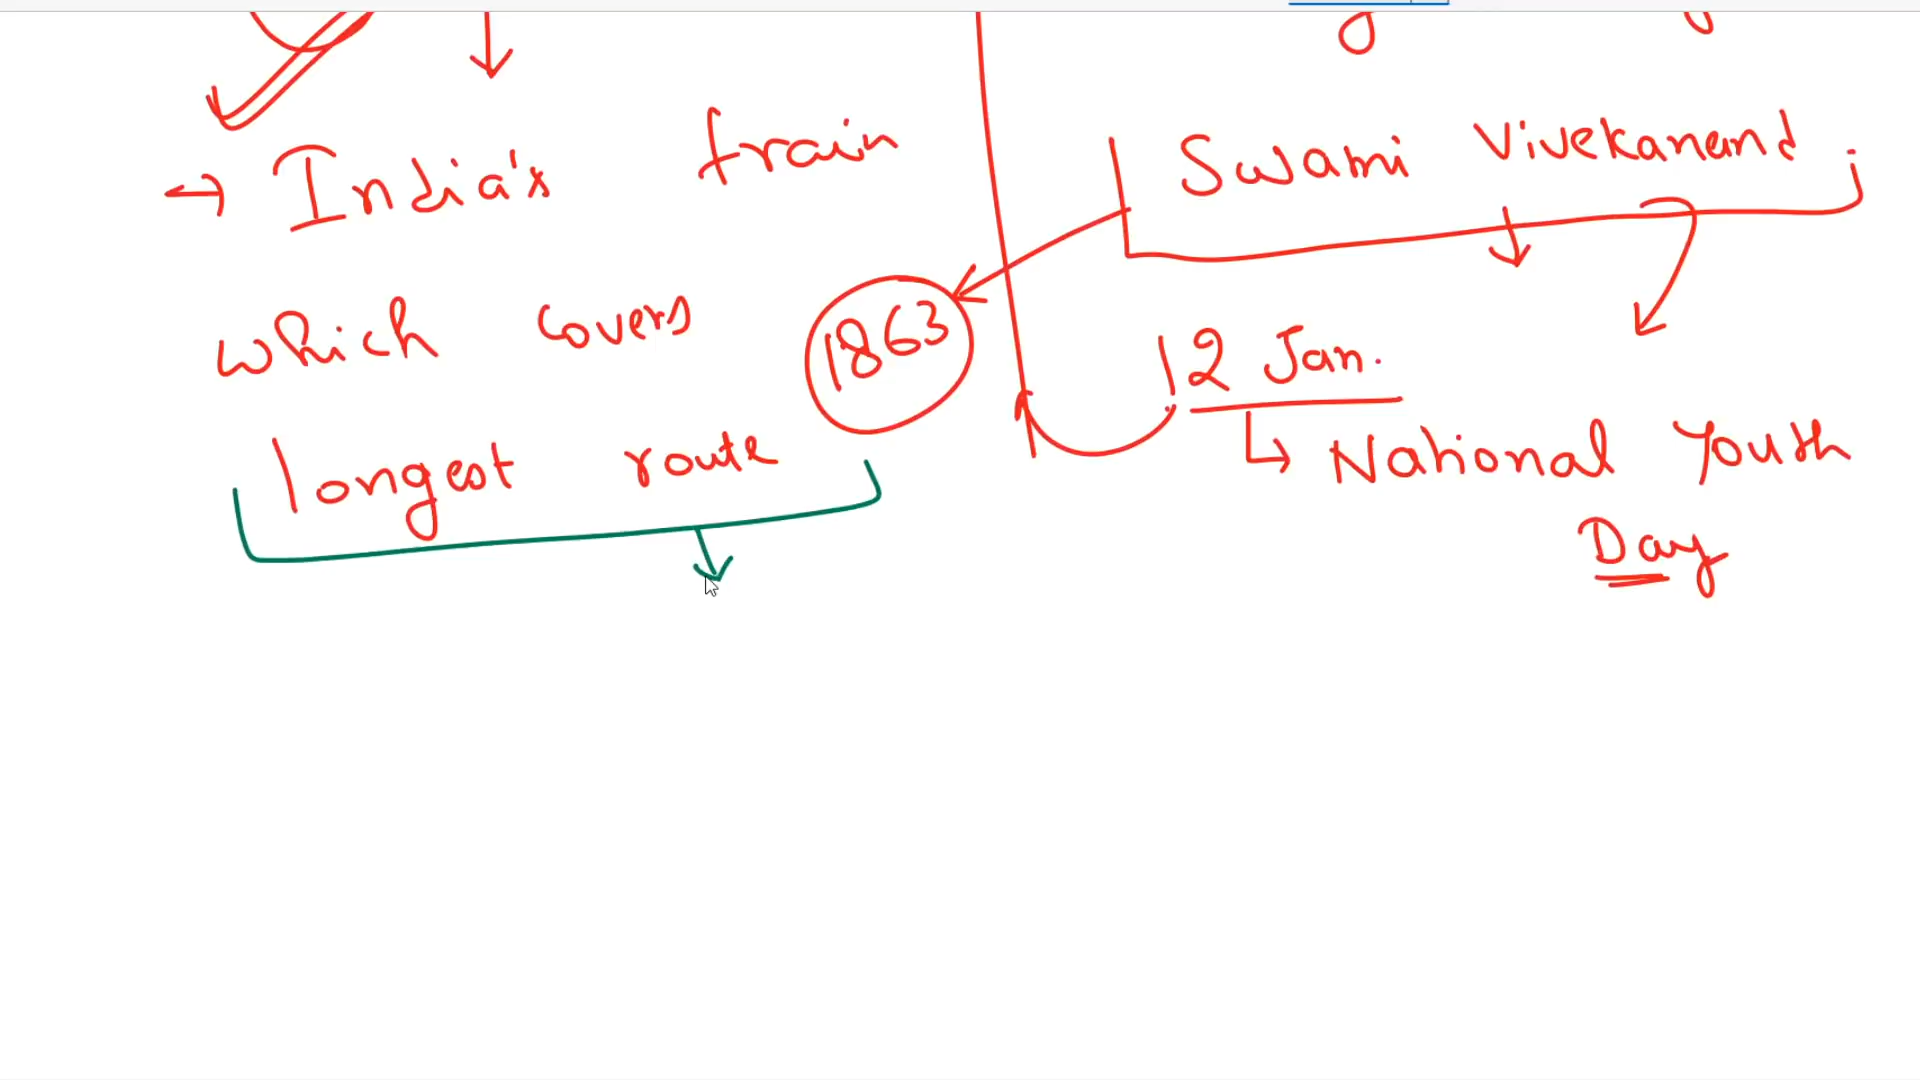 → India's train
which covers
longest route
Swami Vivekanand
1863
12 Jan.
↳ National Youth
Day